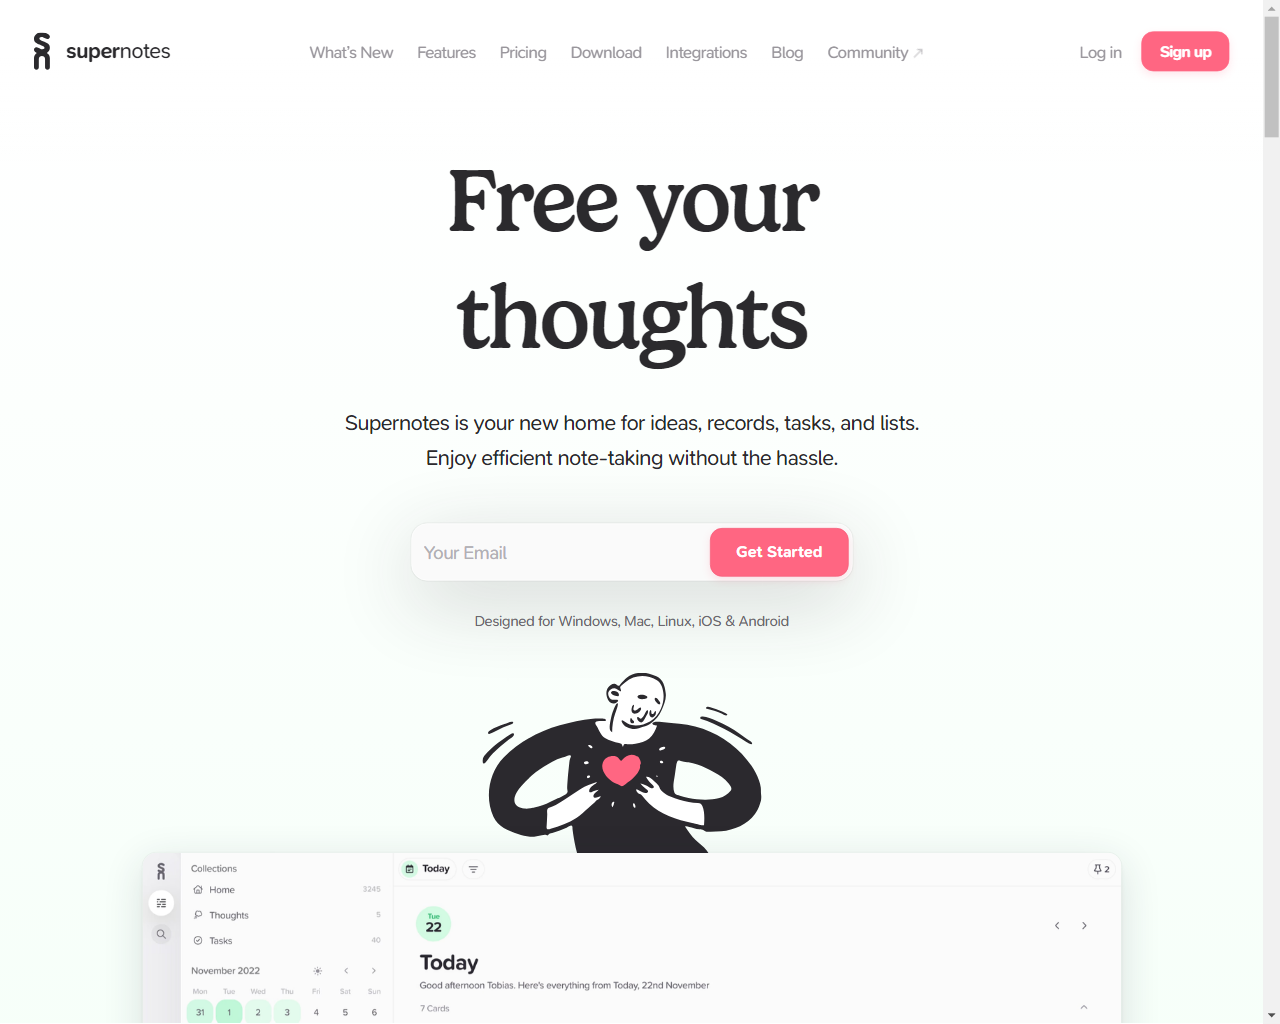 supernotes
What's New Features Pricing Download Integrations Blog Community ↗
Log in Sign up
Free your
thoughts
Supernotes is your new home for ideas, records, tasks, and lists.
Enjoy efficient note-taking without the hassle.
Your Email Get Started
Designed for Windows, Mac, Linux, iOS & Android
Collections
Home 3245
Thoughts 5
Tasks 40
November 2022
Mon Tue Wed Thu Fri Sat Sun
31 1 2 3 4 5 6
Today 2
Tue
22
Today
Good afternoon Tobias. Here's everything from Today, 22nd November
7 Cards